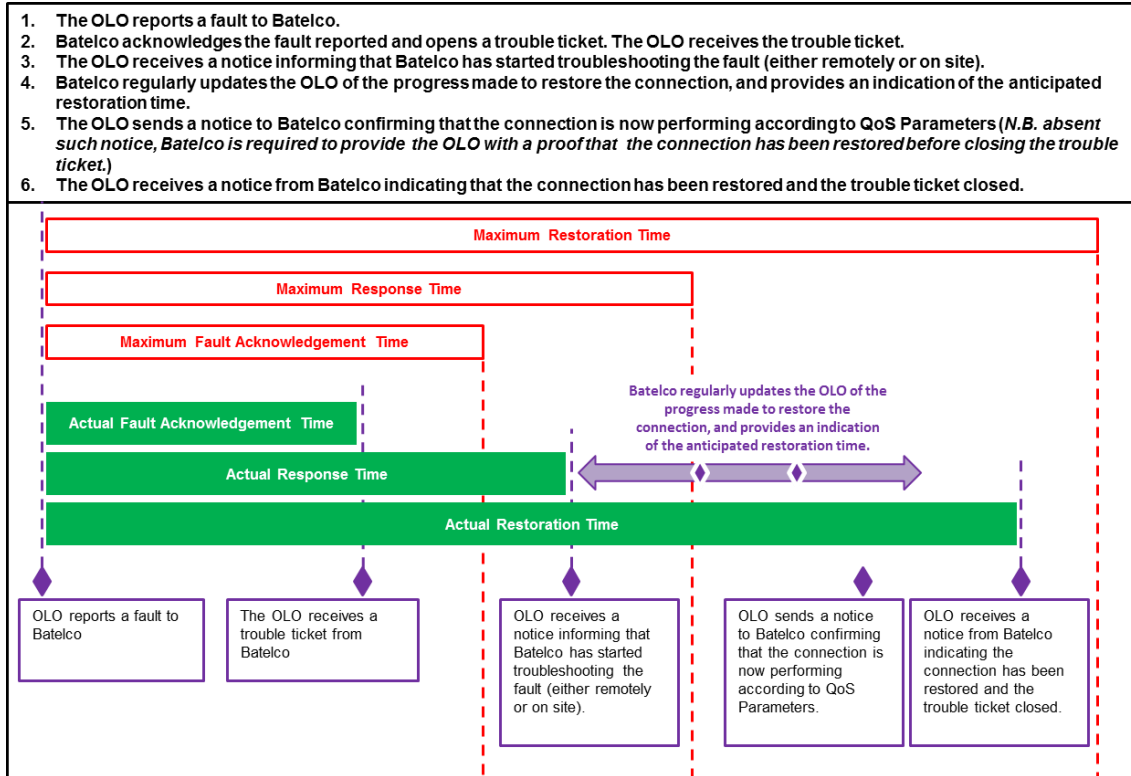 1. The OLO reports a fault to Batelco.
2. Batelco acknowledges the fault reported and opens a trouble ticket. The OLO receives the trouble ticket.
3. The OLO receives a notice informing that Batelco has started troubleshooting the fault (either remotely or on site).
4. Batelco regularly updates the OLO of the progress made to restore the connection, and provides an indication of the anticipated
restoration time.
5. The OLO sends a notice to Batelco confirming that the connection is now performing according to QoS Parameters (N.B. absent
such notice, Batelco is required to provide the OLO with a proof that the connection has been restored before closing the trouble
ticket.)
6. The OLO receives a notice from Batelco indicating that the connection has been restored and the trouble ticket closed.
Maximum Restoration Time
Maximum Response Time
Maximum Fault Acknowledgement Time
Batelco regularly updates the OLO of the
progress made to restore the
connection, and provides an indication
of the anticipated restoration time.
Actual Fault Acknowledgement Time
Actual Response Time
Actual Restoration Time
OLO reports a fault to
Batelco
The OLO receives a
trouble ticket from
Batelco
OLO receives a
notice informing that
Batelco has started
troubleshooting the
fault (either remotely
or on site).
OLO sends a notice
to Batelco confirming
that the connection is
now performing
according to QoS
Parameters.
OLO receives a
notice from Batelco
indicating the
connection has been
restored and the
trouble ticket closed.